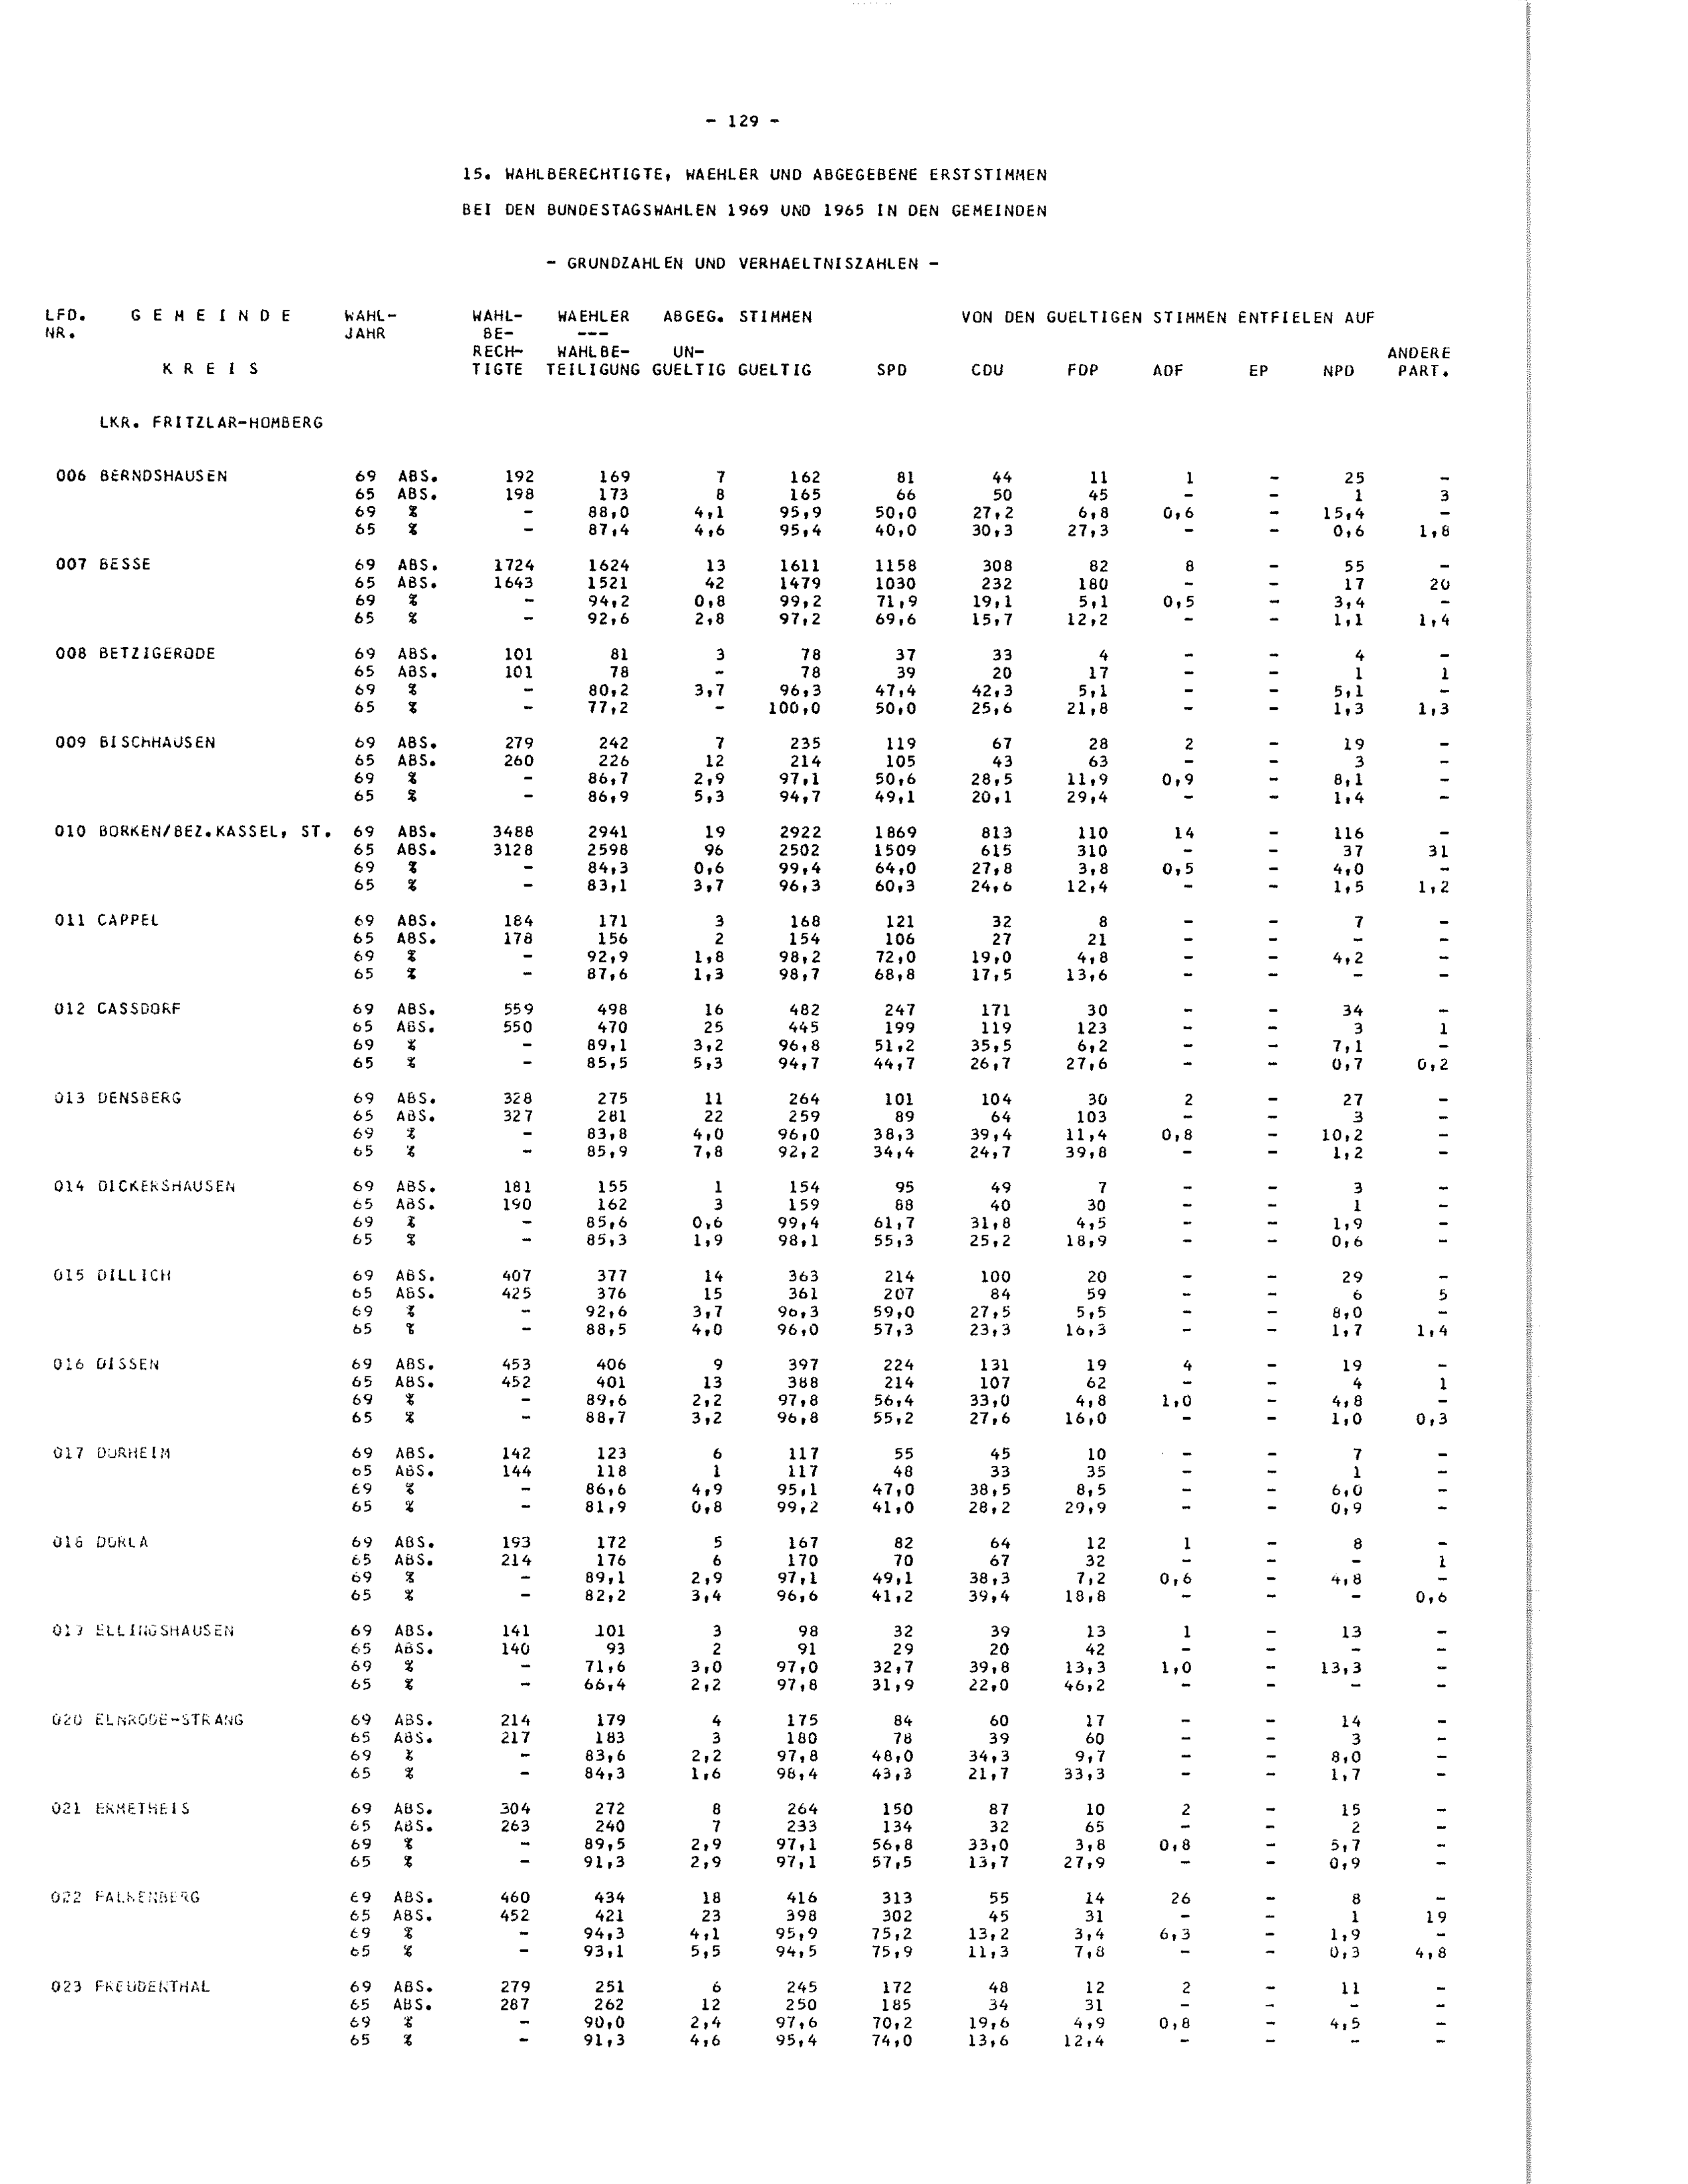 - 129 -
15. WAHLBERECHTIGTE, WAEHLER UND ABGEGEBENE ERSTSTIMMEN
BEI DEN BUNDESTAGSWAHLEN 1969 UND 1965 IN DEN GEMEINDEN
- GRUNDZAHLEN UND VERHAELTNISZAHLEN -
LFD. G E M E I N D E WAHL- WAHL- WAEHLER ABGEG. STIMMEN VON DEN GUELTIGEN STIMMEN ENTFIELEN AUF
NR. JAHR BE- ---
RECH- WAHLBE- UN- ANDERE
K R E I S TIGTE TEILIGUNG GUELTIG GUELTIG SPD CDU FDP ADF EP NPD PART.
LKR. FRITZLAR-HOMBERG
006 BERNDSHAUSEN 69 ABS. 192 169 7 162 81 44 11 1 - 25 -
65 ABS. 198 173 8 165 66 50 45 - - 1 3
69 % - 88,0 4,1 95,9 50,0 27,2 6,8 0,6 - 15,4 -
65 % - 87,4 4,6 95,4 40,0 30,3 27,3 - - 0,6 1,8
007 BESSE 69 ABS. 1724 1624 13 1611 1158 308 82 8 - 55 -
65 ABS. 1643 1521 42 1479 1030 232 180 - - 17 20
69 % - 94,2 0,8 99,2 71,9 19,1 5,1 0,5 - 3,4 -
65 % - 92,6 2,8 97,2 69,6 15,7 12,2 - - 1,1 1,4
008 BETZIGERODE 69 ABS. 101 81 3 78 37 33 4 - - 4 -
65 ABS. 101 78 - 78 39 20 17 - - 1 1
69 % - 80,2 3,7 96,3 47,4 42,3 5,1 - - 5,1 -
65 % - 77,2 - 100,0 50,0 25,6 21,8 - - 1,3 1,3
009 BISCHHAUSEN 69 ABS. 279 242 7 235 119 67 28 2 - 19 -
65 ABS. 260 226 12 214 105 43 63 - - 3 -
69 % - 86,7 2,9 97,1 50,6 28,5 11,9 0,9 - 8,1 -
65 % - 86,9 5,3 94,7 49,1 20,1 29,4 - - 1,4 -
010 BORKEN/BEZ.KASSEL, ST. 69 ABS. 3488 2941 19 2922 1869 813 110 14 - 116 -
65 ABS. 3128 2598 96 2502 1509 615 310 - - 37 31
69 % - 84,3 0,6 99,4 64,0 27,8 3,8 0,5 - 4,0 -
65 % - 83,1 3,7 96,3 60,3 24,6 12,4 - - 1,5 1,2
011 CAPPEL 69 ABS. 184 171 3 168 121 32 8 - - 7 -
65 ABS. 178 156 2 154 106 27 21 - - - -
69 % - 92,9 1,8 98,2 72,0 19,0 4,8 - - 4,2 -
65 % - 87,6 1,3 98,7 68,8 17,5 13,6 - - - -
012 CASSDORF 69 ABS. 559 498 16 482 247 171 30 - - 34 -
65 ABS. 550 470 25 445 199 119 123 - - 3 1
69 % - 89,1 3,2 96,8 51,2 35,5 6,2 - - 7,1 -
65 % - 85,5 5,3 94,7 44,7 26,7 27,6 - - 0,7 0,2
013 DENSBERG 69 ABS. 328 275 11 264 101 104 30 2 - 27 -
65 ABS. 327 281 22 259 89 64 103 - - 3 -
69 % - 83,8 4,0 96,0 38,3 39,4 11,4 0,8 - 10,2 -
65 % - 85,9 7,8 92,2 34,4 24,7 39,8 - - 1,2 -
014 DICKERSHAUSEN 69 ABS. 181 155 1 154 95 49 7 - - 3 -
65 ABS. 190 162 3 159 88 40 30 - - 1 -
69 % - 85,6 0,6 99,4 61,7 31,8 4,5 - - 1,9 -
65 % - 85,3 1,9 98,1 55,3 25,2 18,9 - - 0,6 -
015 DILLICH 69 ABS. 407 377 14 363 214 100 20 - - 29 -
65 ABS. 425 376 15 361 207 84 59 - - 6 5
69 % - 92,6 3,7 96,3 59,0 27,5 5,5 - - 8,0 -
65 % - 88,5 4,0 96,0 57,3 23,3 16,3 - - 1,7 1,4
016 DISSEN 69 ABS. 453 406 9 397 224 131 19 4 - 19 -
65 ABS. 452 401 13 388 214 107 62 - - 4 1
69 % - 89,6 2,2 97,8 56,4 33,0 4,8 1,0 - 4,8 -
65 % - 88,7 3,2 96,8 55,2 27,6 16,0 - - 1,0 0,3
017 DORHEIM 69 ABS. 142 123 6 117 55 45 10 - - 7 -
65 ABS. 144 118 1 117 48 33 35 - - 1 -
69 % - 86,6 4,9 95,1 47,0 38,5 8,5 - - 6,0 -
65 % - 81,9 0,8 99,2 41,0 28,2 29,9 - - 0,9 -
018 DORLA 69 ABS. 193 172 5 167 82 64 12 1 - 8 -
65 ABS. 214 176 6 170 70 67 32 - - - 1
69 % - 89,1 2,9 97,1 49,1 38,3 7,2 0,6 - 4,8 -
65 % - 82,2 3,4 96,6 41,2 39,4 18,8 - - - 0,6
019 ELLINGSHAUSEN 69 ABS. 141 101 3 98 32 39 13 1 - 13 -
65 ABS. 140 93 2 91 29 20 42 - - - -
69 % - 71,6 3,0 97,0 32,7 39,8 13,3 1,0 - 13,3 -
65 % - 66,4 2,2 97,8 31,9 22,0 46,2 - - - -
020 ELNRODE-STRANG 69 ABS. 214 179 4 175 84 60 17 - - 14 -
65 ABS. 217 183 3 180 78 39 60 - - 3 -
69 % - 83,6 2,2 97,8 48,0 34,3 9,7 - - 8,0 -
65 % - 84,3 1,6 98,4 43,3 21,7 33,3 - - 1,7 -
021 ERMETHEIS 69 ABS. 304 272 8 264 150 87 10 2 - 15 -
65 ABS. 263 240 7 233 134 32 65 - - 2 -
69 % - 89,5 2,9 97,1 56,8 33,0 3,8 0,8 - 5,7 -
65 % - 91,3 2,9 97,1 57,5 13,7 27,9 - - 0,9 -
022 FALKENBERG 69 ABS. 460 434 18 416 313 55 14 26 - 8 -
65 ABS. 452 421 23 398 302 45 31 - - 1 19
69 % - 94,3 4,1 95,9 75,2 13,2 3,4 6,3 - 1,9 -
65 % - 93,1 5,5 94,5 75,9 11,3 7,8 - - 0,3 4,8
023 FREUDENTHAL 69 ABS. 279 251 6 245 172 48 12 2 - 11 -
65 ABS. 287 262 12 250 185 34 31 - - - -
69 % - 90,0 2,4 97,6 70,2 19,6 4,9 0,8 - 4,5 -
65 % - 91,3 4,6 95,4 74,0 13,6 12,4 - - - -